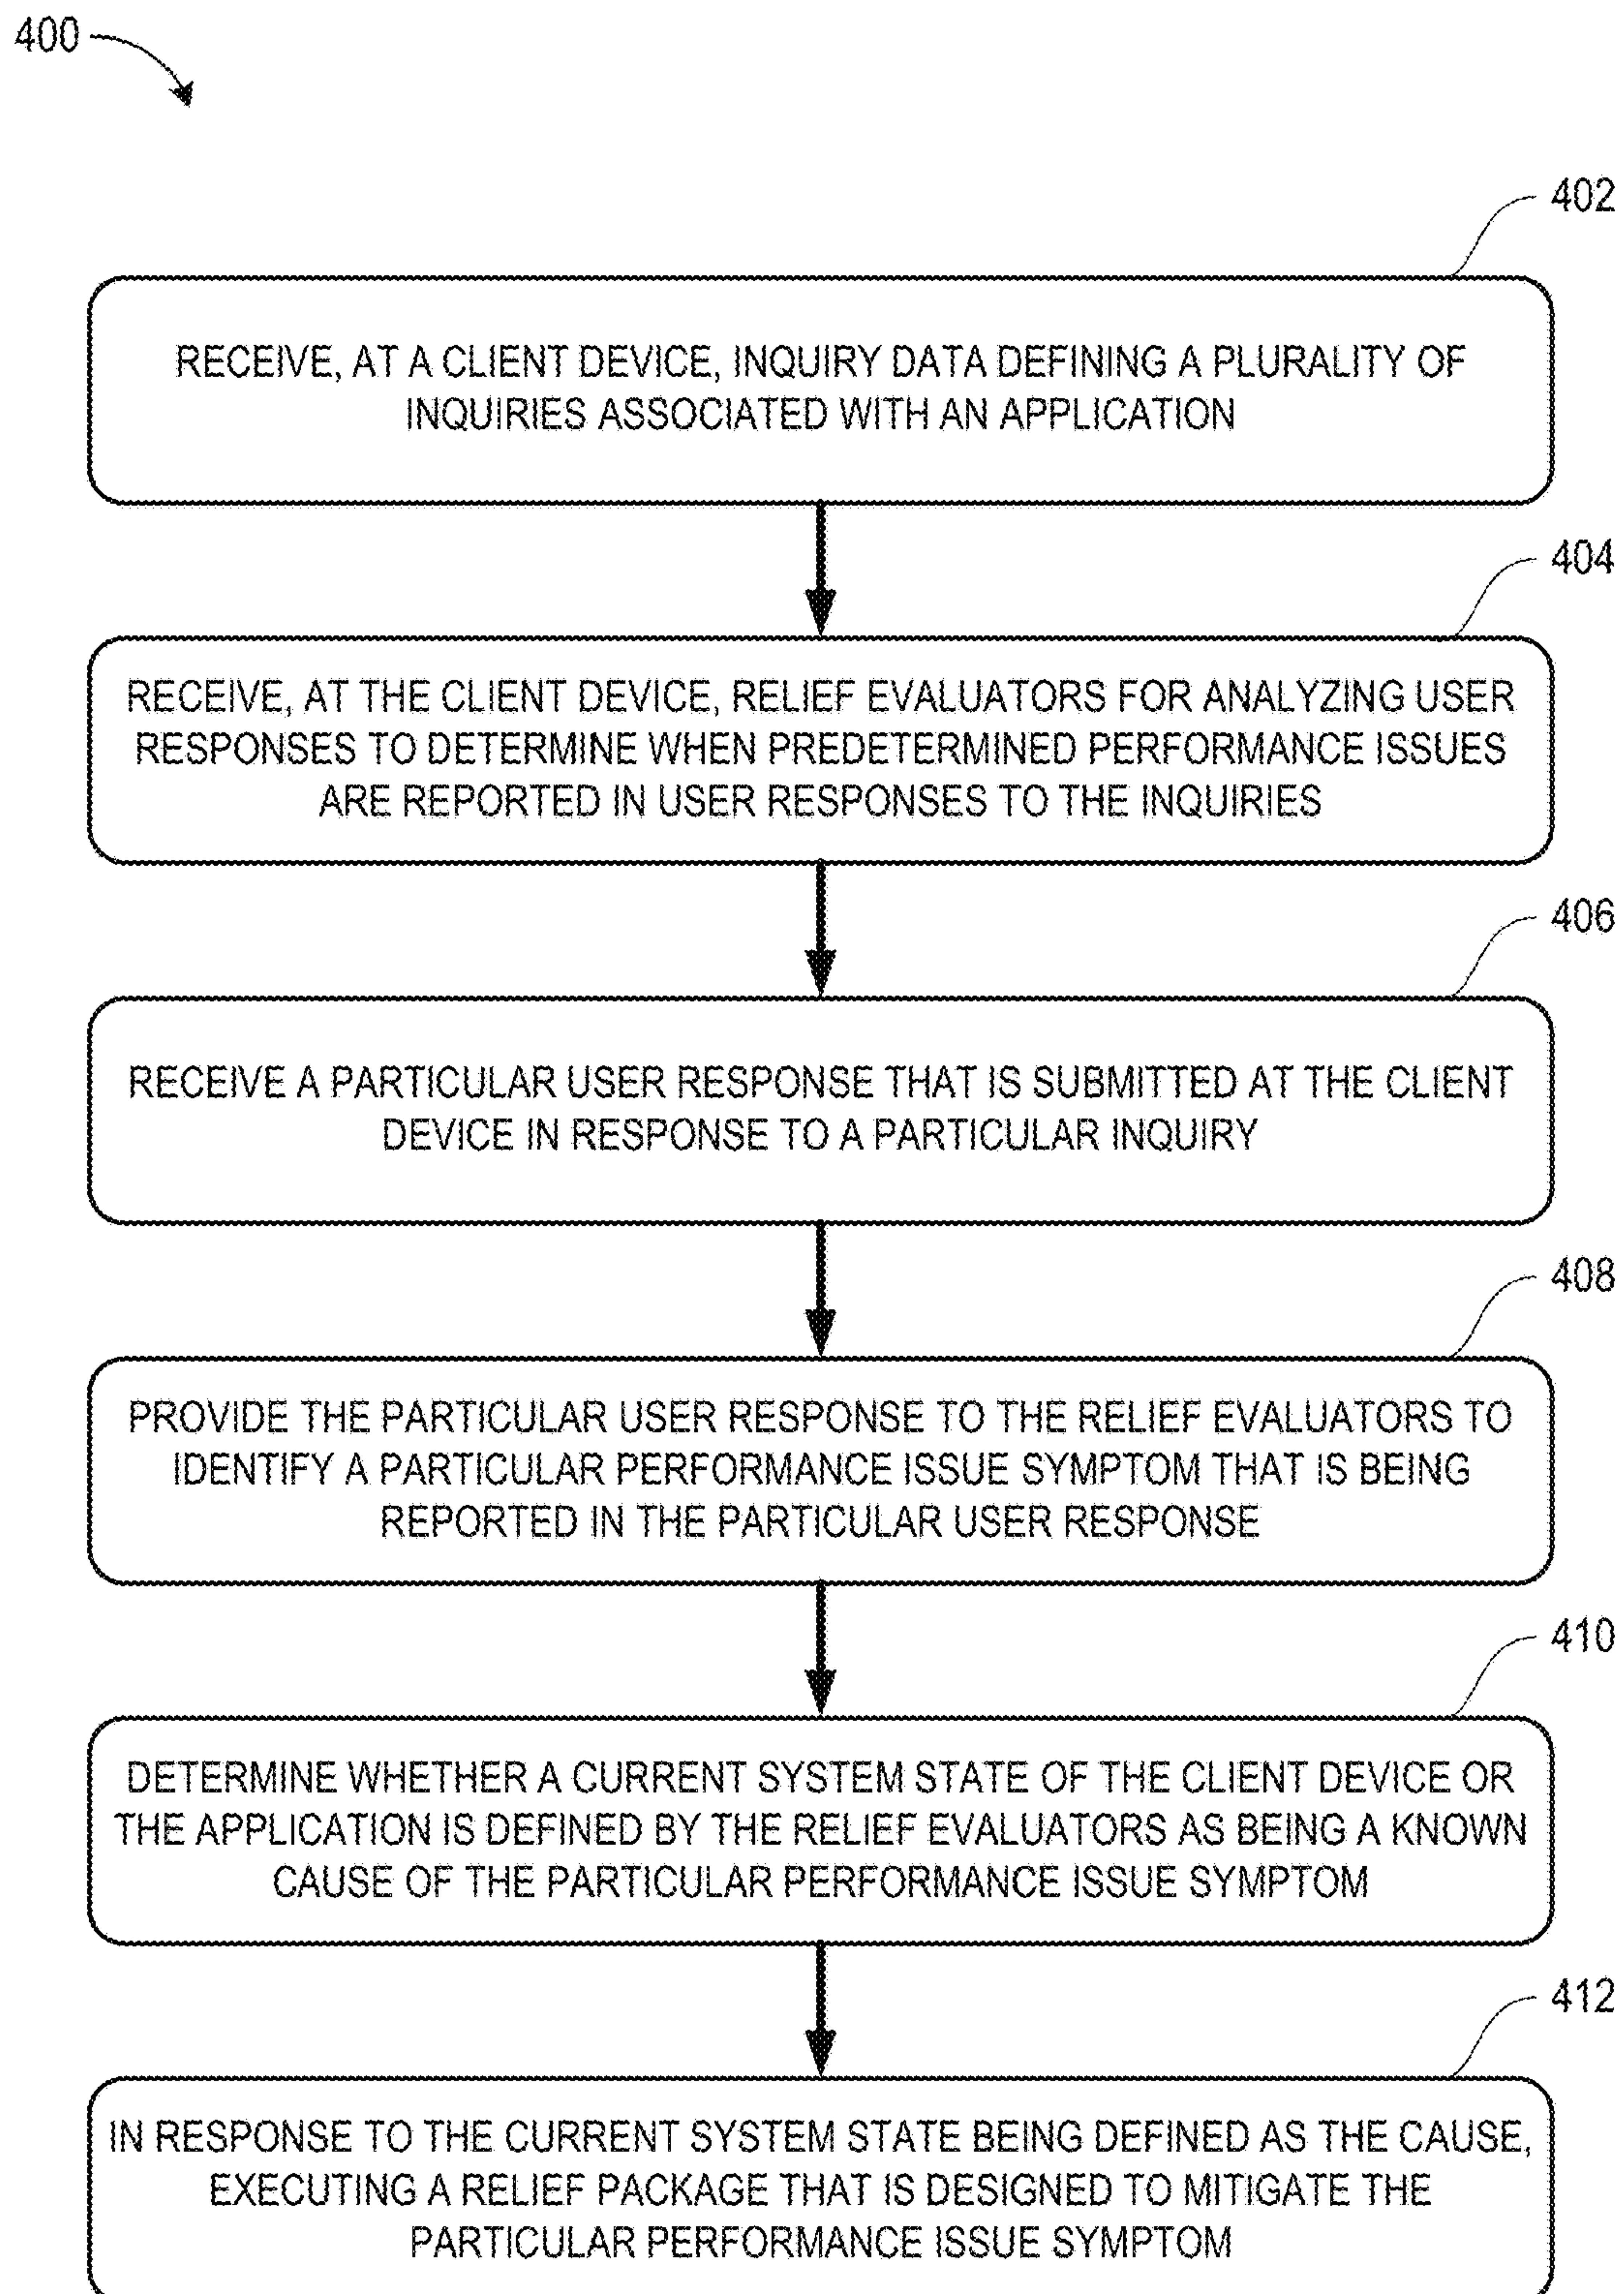 400
402
RECEIVE, AT A CLIENT DEVICE, INQUIRY DATA DEFINING A PLURALITY OF
INQUIRIES ASSOCIATED WITH AN APPLICATION
404
RECEIVE, AT THE CLIENT DEVICE, RELIEF EVALUATORS FOR ANALYZING USER
RESPONSES TO DETERMINE WHEN PREDETERMINED PERFORMANCE ISSUES
ARE REPORTED IN USER RESPONSES TO THE INQUIRIES
406
RECEIVE A PARTICULAR USER RESPONSE THAT IS SUBMITTED AT THE CLIENT
DEVICE IN RESPONSE TO A PARTICULAR INQUIRY
408
PROVIDE THE PARTICULAR USER RESPONSE TO THE RELIEF EVALUATORS TO
IDENTIFY A PARTICULAR PERFORMANCE ISSUE SYMPTOM THAT IS BEING
REPORTED IN THE PARTICULAR USER RESPONSE
410
DETERMINE WHETHER A CURRENT SYSTEM STATE OF THE CLIENT DEVICE OR
THE APPLICATION IS DEFINED BY THE RELIEF EVALUATORS AS BEING A KNOWN
CAUSE OF THE PARTICULAR PERFORMANCE ISSUE SYMPTOM
412
IN RESPONSE TO THE CURRENT SYSTEM STATE BEING DEFINED AS THE CAUSE,
EXECUTING A RELIEF PACKAGE THAT IS DESIGNED TO MITIGATE THE
PARTICULAR PERFORMANCE ISSUE SYMPTOM